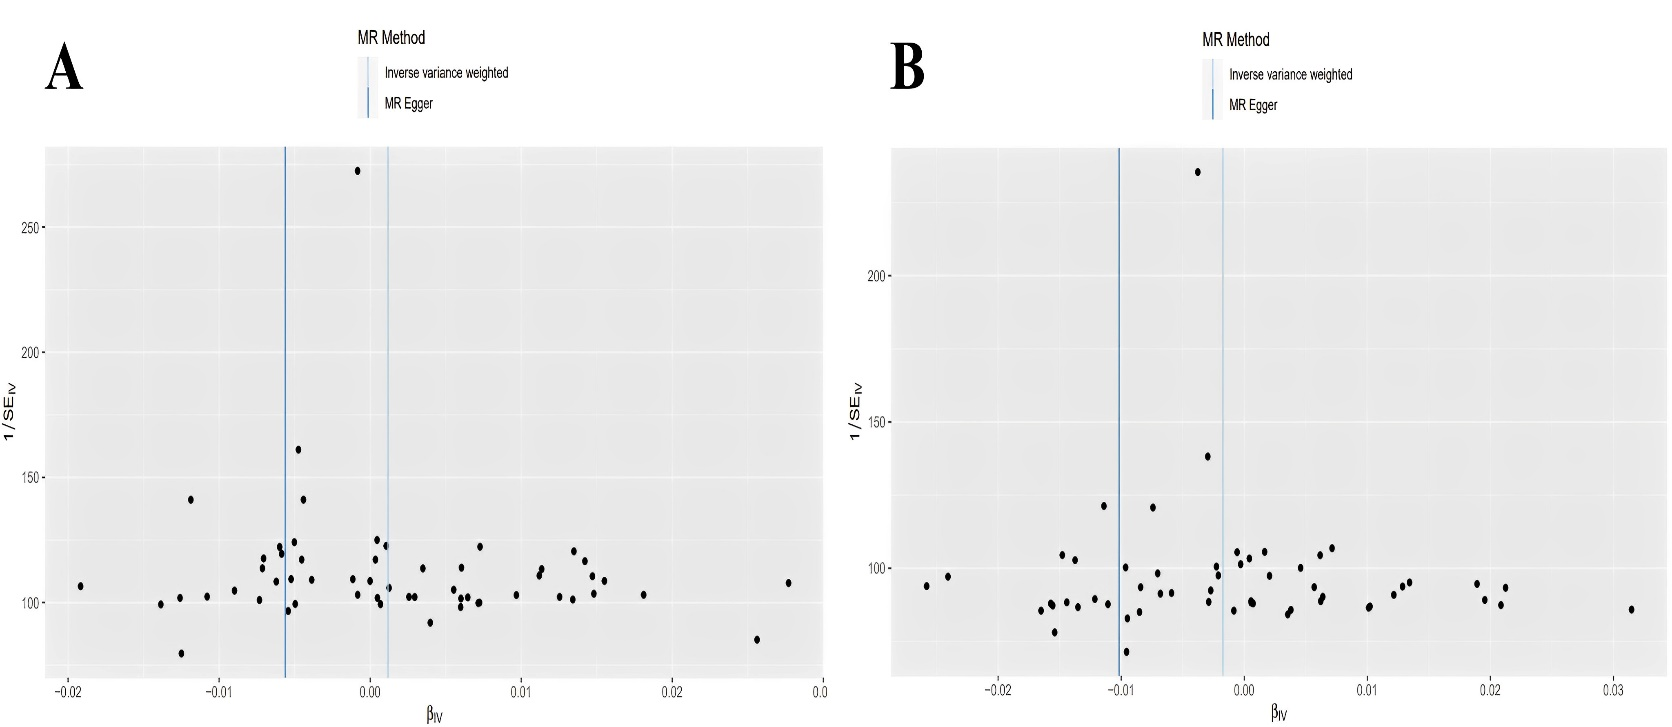 A
MR Method
Inverse variance weighted
MR Egger
250
200
150
100
1/SEIV
−0.02
−0.01
0.00
0.01
0.02
0.0
βIV
B
MR Method
Inverse variance weighted
MR Egger
200
150
100
1/SEIV
−0.02
−0.01
0.00
0.01
0.02
0.03
βIV